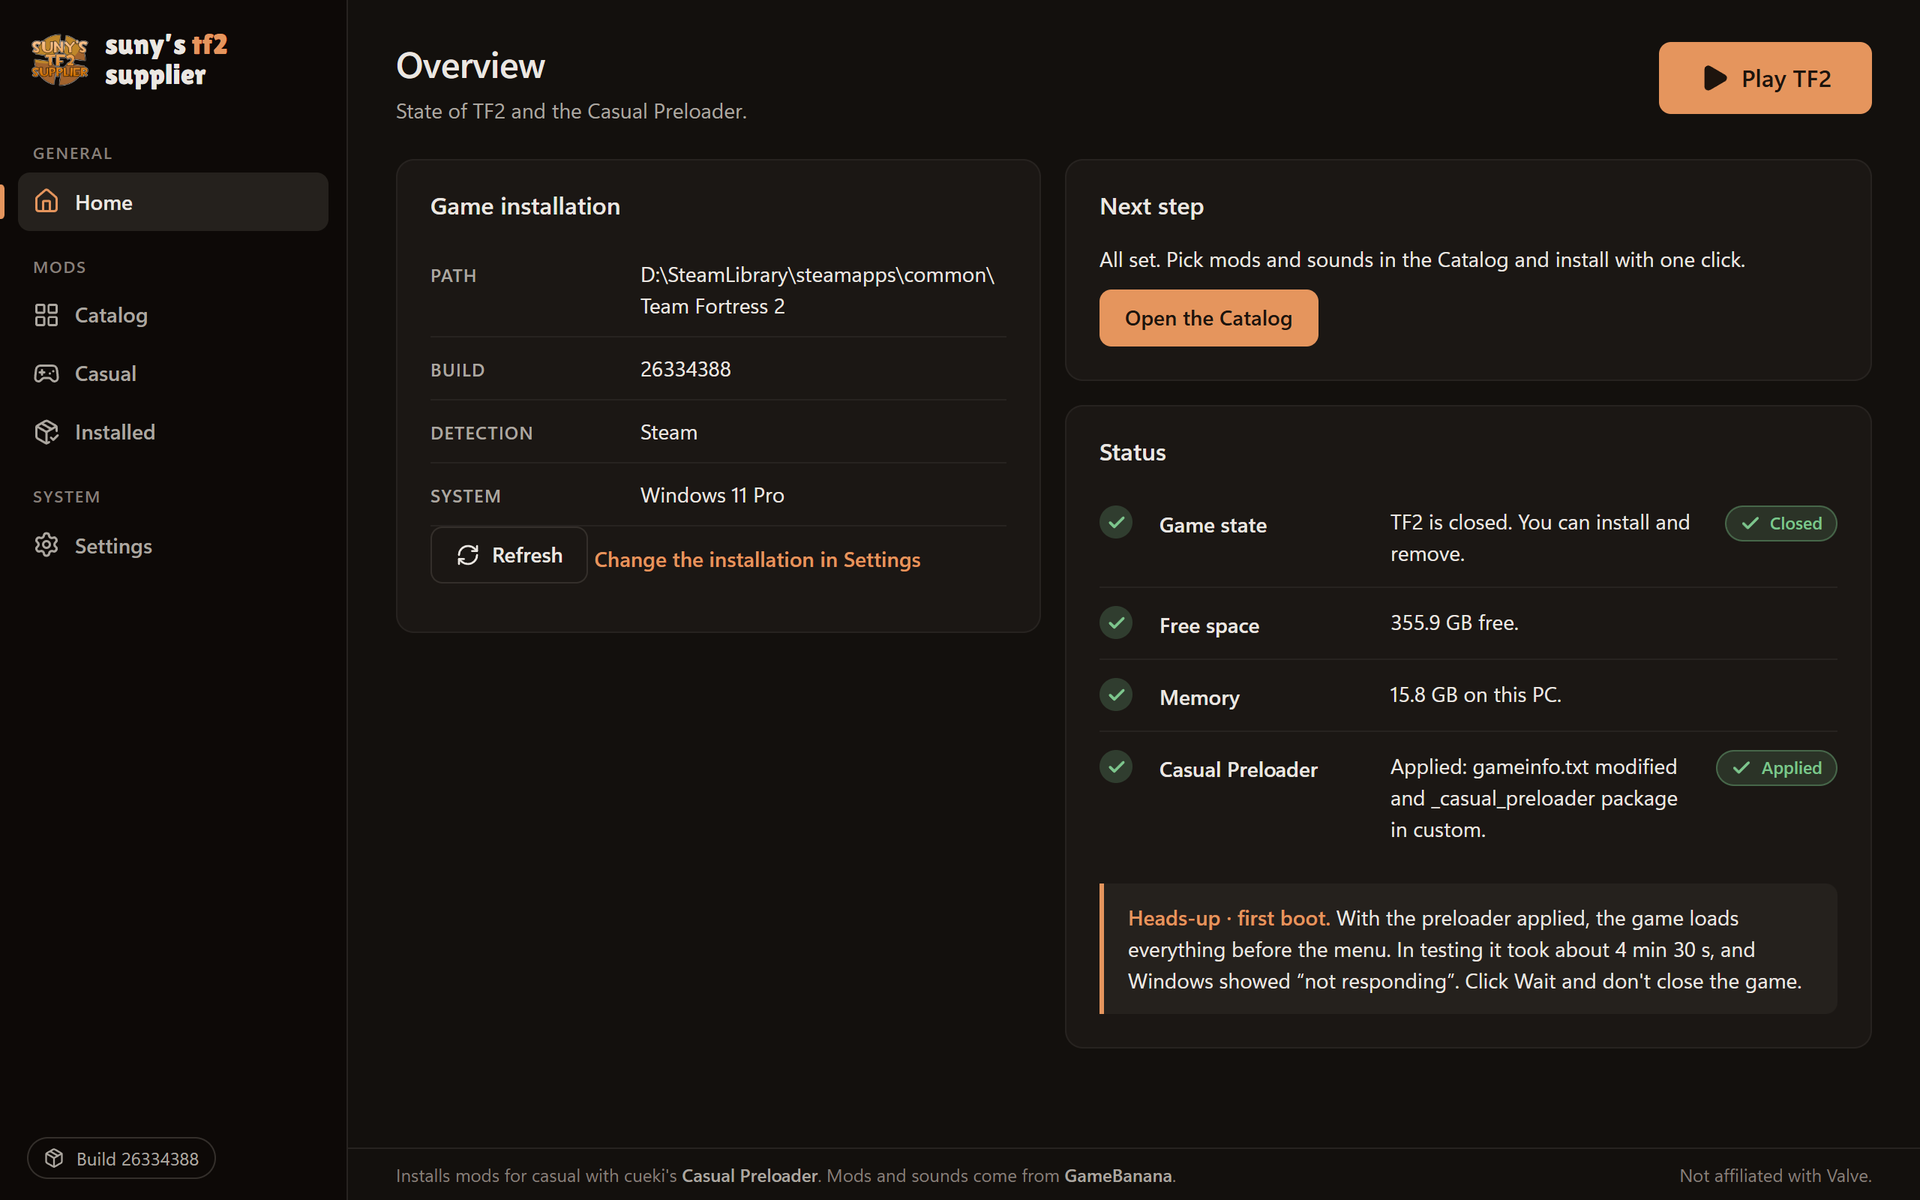 SUNY'S
TF2
SUPPLIER
suny's tf2
supplier
GENERAL
Home
MODS
Catalog
Casual
Installed
SYSTEM
Settings
Build 26334388
Overview
State of TF2 and the Casual Preloader.
Play TF2
Game installation
PATH
D:\SteamLibrary\steamapps\common\
Team Fortress 2
BUILD
26334388
DETECTION
Steam
SYSTEM
Windows 11 Pro
Refresh
Change the installation in Settings
Next step
All set. Pick mods and sounds in the Catalog and install with one click.
Open the Catalog
Status
Game state
TF2 is closed. You can install and
remove.
Closed
Free space
355.9 GB free.
Memory
15.8 GB on this PC.
Casual Preloader
Applied: gameinfo.txt modified
and _casual_preloader package
in custom.
Applied
Heads-up · first boot. With the preloader applied, the game loads
everything before the menu. In testing it took about 4 min 30 s, and
Windows showed “not responding“. Click Wait and don't close the game.
Installs mods for casual with cueki's Casual Preloader. Mods and sounds come from GameBanana.
Not affiliated with Valve.